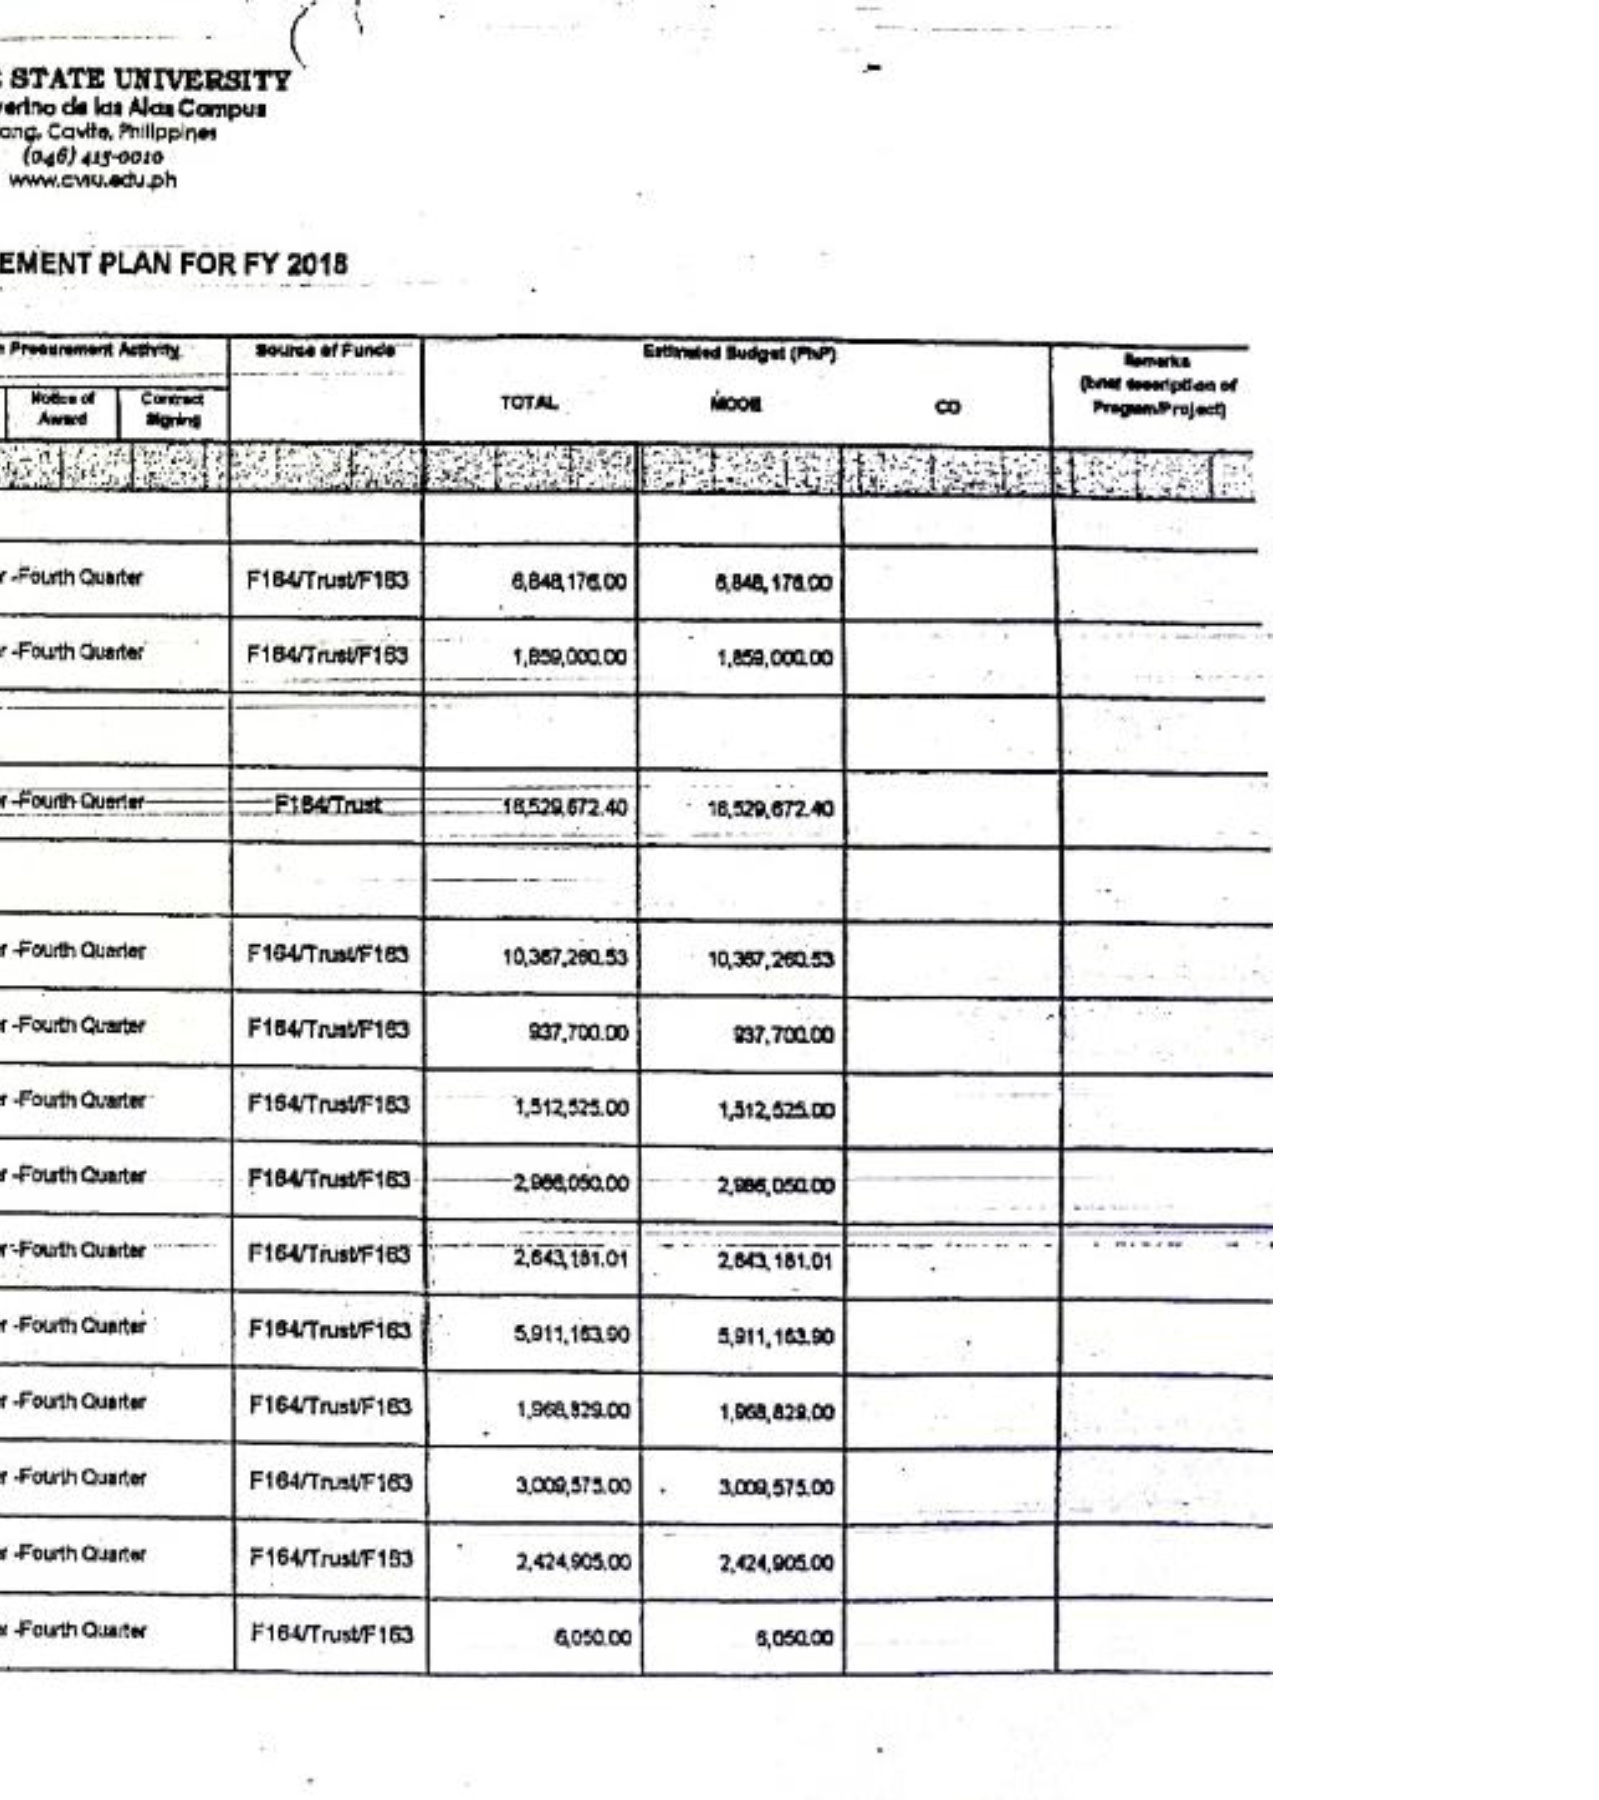 STATE UNIVERSITY
verino de las Alas Campus
ang, Cavite, Philippines
(046) 415-0010
www.cvsu.edu.ph
EMENT PLAN FOR FY 2018
Procurement Activity Source of Funds Estimated Budget (PhP) Remarks (brief description of Program/Project)
Notice of Award Contract Signing TOTAL MOOE CO
r -Fourth Quarter F164/Trust/F163 6,848,176.00 6,848,176.00
r -Fourth Quarter F164/Trust/F163 1,859,000.00 1,859,000.00
r -Fourth Quarter F164/Trust 18,529,672.40 18,529,672.40
r -Fourth Quarter F164/Trust/F163 10,367,260.53 10,367,260.53
r -Fourth Quarter F164/Trust/F163 937,700.00 937,700.00
r -Fourth Quarter F164/Trust/F163 1,512,525.00 1,512,525.00
r -Fourth Quarter F164/Trust/F163 2,986,050.00 2,986,050.00
r -Fourth Quarter F164/Trust/F163 2,643,181.01 2,643,181.01
r -Fourth Quarter F164/Trust/F163 5,911,163.90 5,911,163.90
r -Fourth Quarter F164/Trust/F163 1,968,829.00 1,968,829.00
r -Fourth Quarter F164/Trust/F163 3,009,575.00 3,009,575.00
r -Fourth Quarter F164/Trust/F163 2,424,905.00 2,424,905.00
r -Fourth Quarter F164/Trust/F163 6,050.00 6,050.00